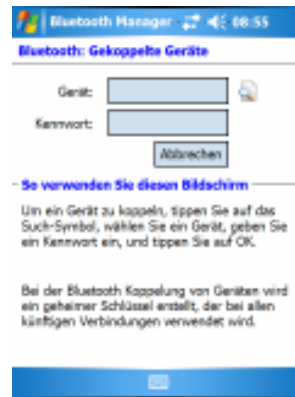 Bluetooth Manager 08:55
Bluetooth: Gekoppelte Geräte
Gerät:
Kennwort:
Abbrechen
So verwenden Sie diesen Bildschirm
Um ein Gerät zu koppeln, tippen Sie auf das
Such-Symbol, wählen Sie ein Gerät, geben Sie
ein Kennwort ein, und tippen Sie auf OK.
Bei der Bluetooth Koppelung von Geräten wird
ein geheimer Schlüssel erstellt, der bei allen
künftigen Verbindungen verwendet wird.